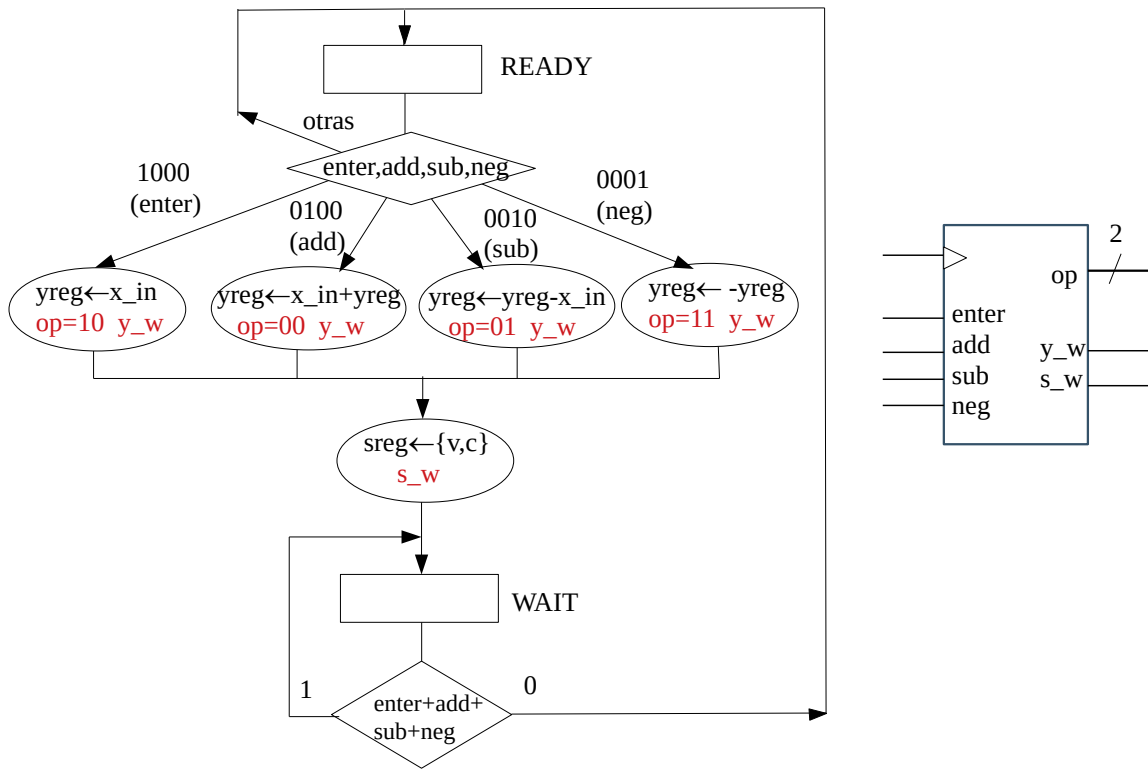 READY
otras
enter,add,sub,neg
1000
(enter)
0100
(add)
0010
(sub)
0001
(neg)
yreg←x_in
op=10 y_w
yreg←x_in+yreg
op=00 y_w
yreg←yreg-x_in
op=01 y_w
yreg← -yreg
op=11 y_w
sreg←{v,c}
s_w
WAIT
1
enter+add+
sub+neg
0
2
op
enter
add
sub
neg
y_w
s_w